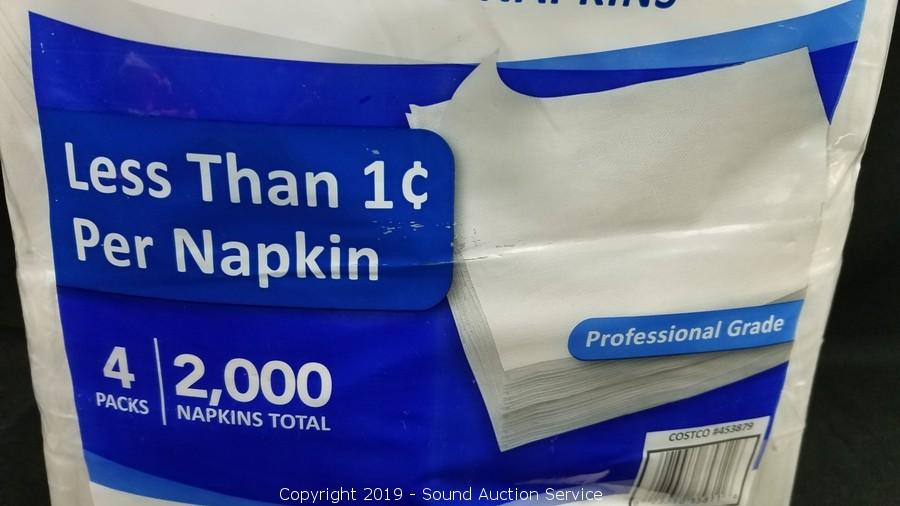 NAPKINS
Less Than 1¢
Per Napkin
Professional Grade
4
PACKS
2,000
NAPKINS TOTAL
COSTCO #453879
Copyright 2019 - Sound Auction Service